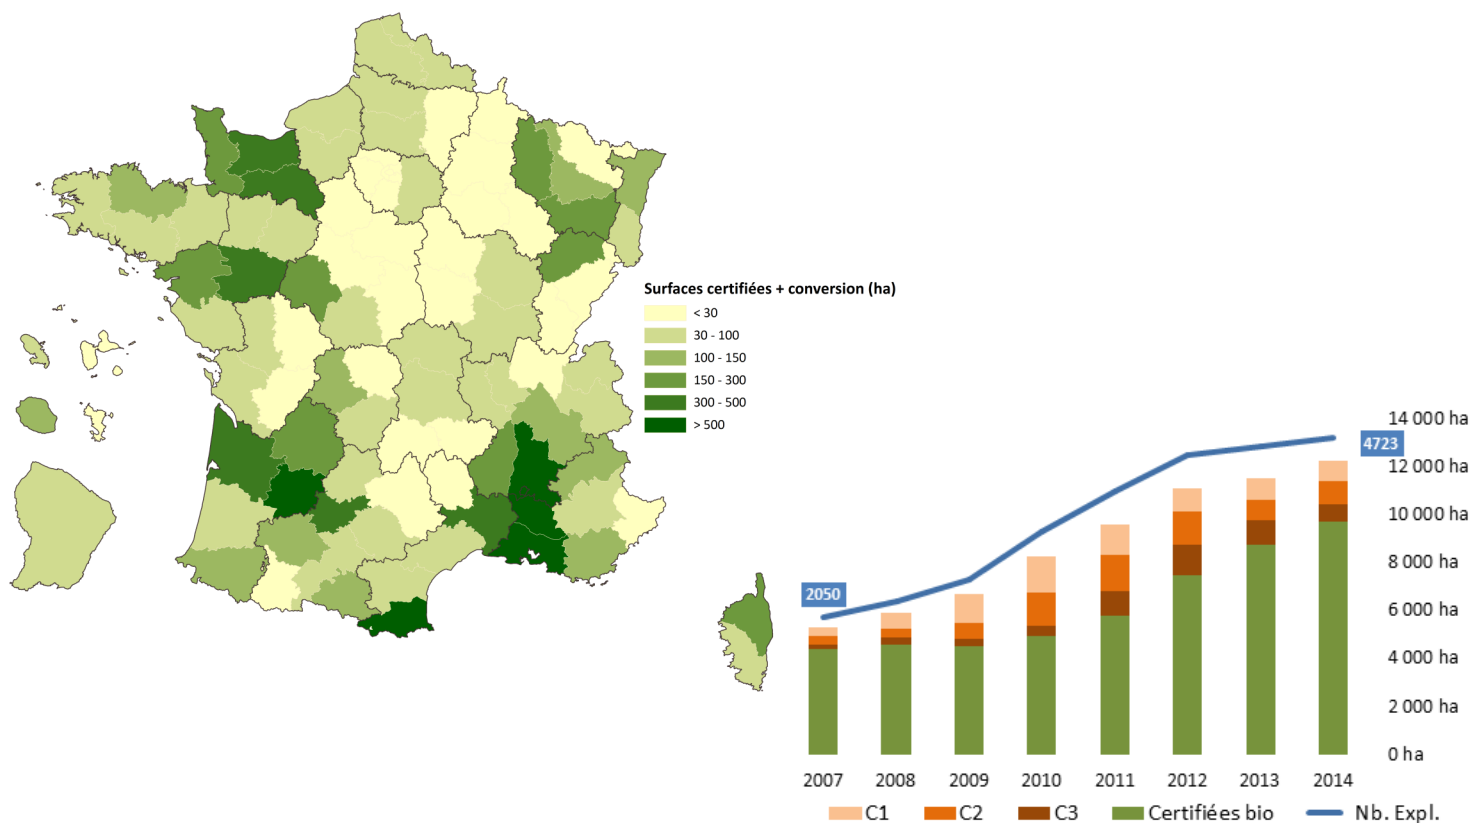 Surfaces certifiées + conversion (ha)
< 30
30 - 100
100 - 150
150 - 300
300 - 500
> 500
14 000 ha
12 000 ha
10 000 ha
8 000 ha
6 000 ha
4 000 ha
2 000 ha
0 ha
4723
2050
2007 2008 2009 2010 2011 2012 2013 2014
C1 C2 C3 Certifiées bio Nb. Expl.